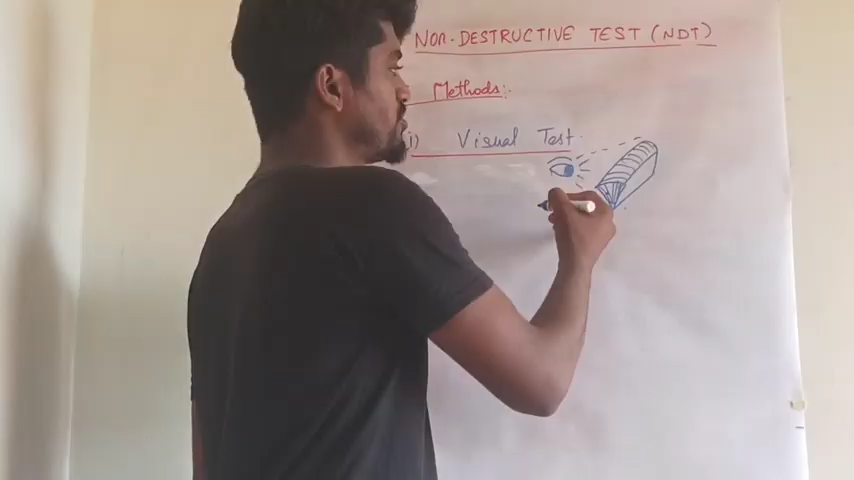 NON-DESTRUCTIVE TEST (NDT)
Methods:-
i) Visual Test.